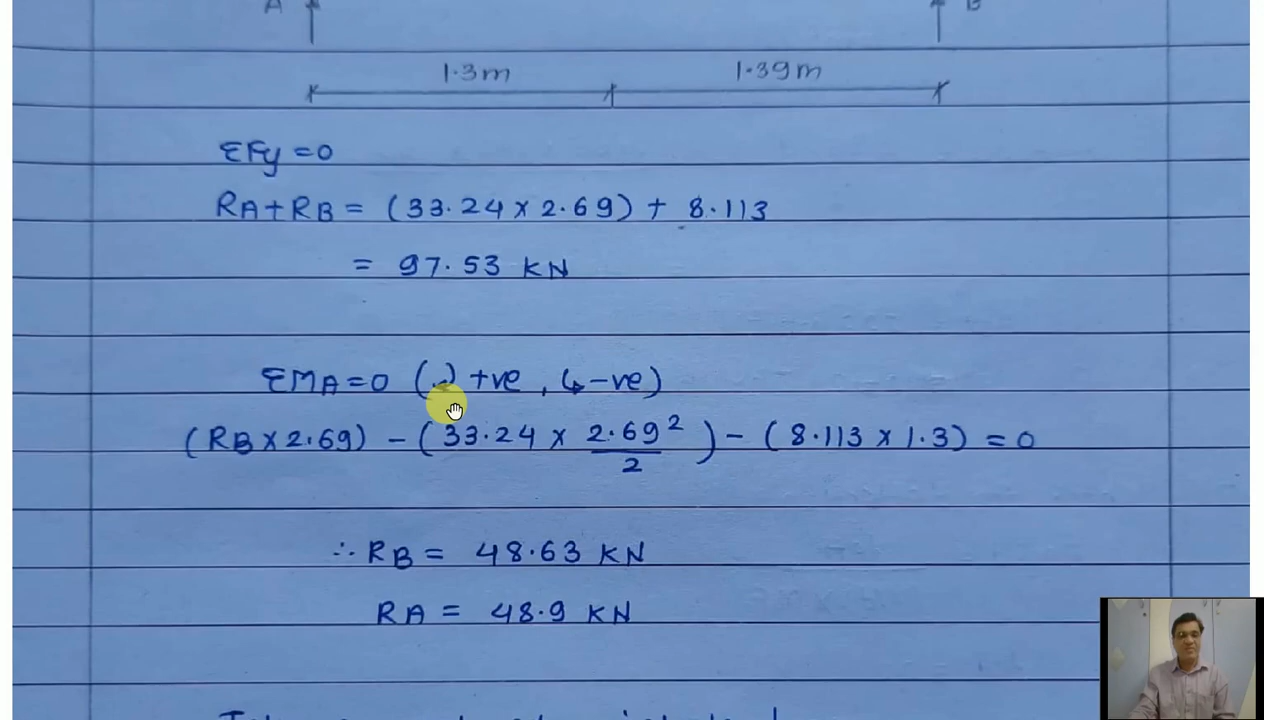 A B
1.3m 1.39m
ΣFy=0
RA+RB = (33.24 × 2.69) + 8.113
= 97.53 KN
ΣMA=0 (↲) +ve, ↳-ve)
(RB×2.69) - (33.24 × 2.69²/2) - (8.113 × 1.3) = 0
∴ RB = 48.63 KN
RA = 48.9 KN